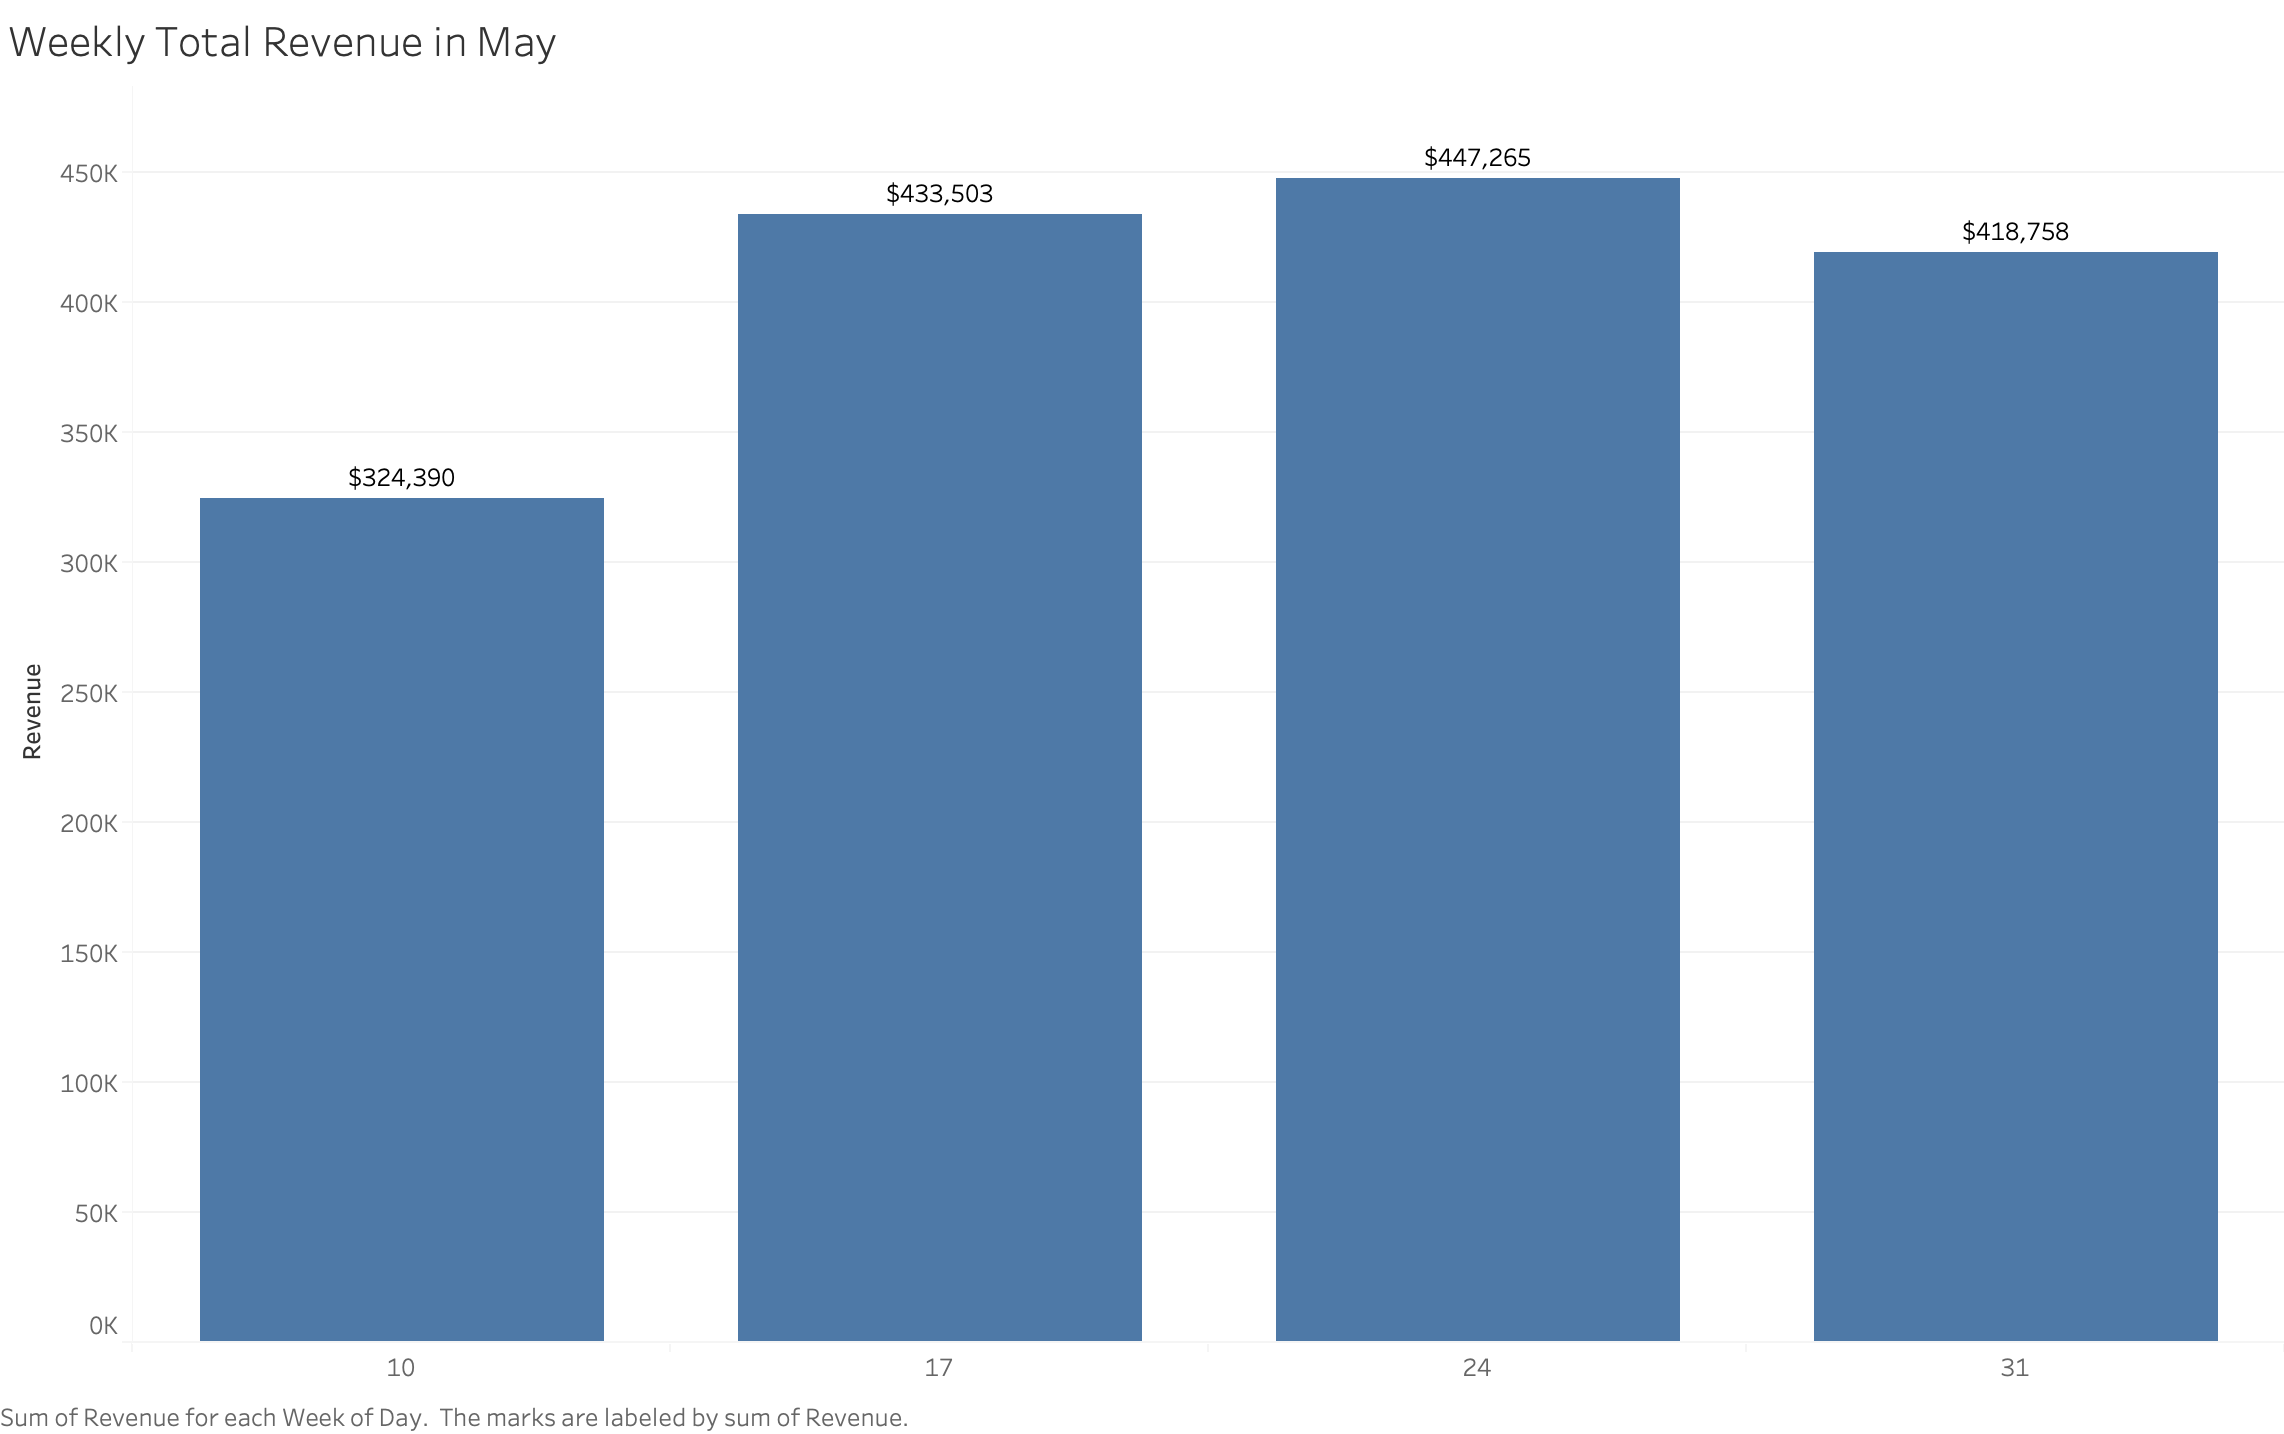 Weekly Total Revenue in May
450K
400K
350K
300K
250K
200K
150K
100K
50K
0K
Revenue
$324,390
$433,503
$447,265
$418,758
10
17
24
31
Sum of Revenue for each Week of Day.  The marks are labeled by sum of Revenue.